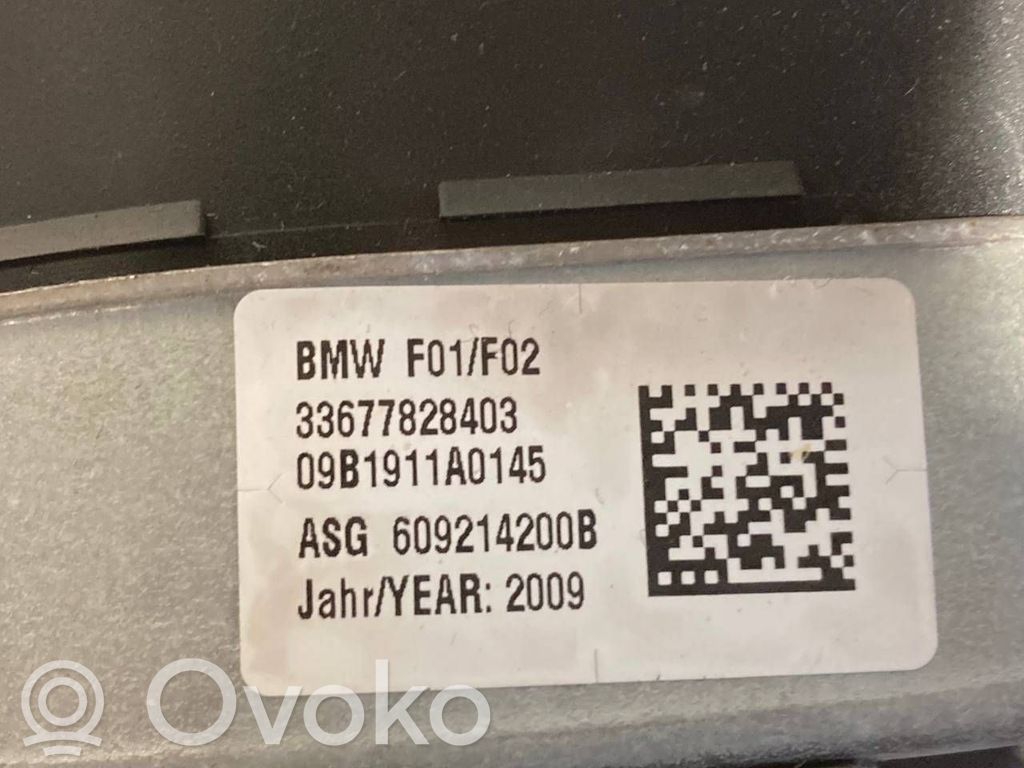 BMW F01/F02
33677828403
09B1911A0145
ASG 609214200B
Jahr/YEAR: 2009
Ovoko